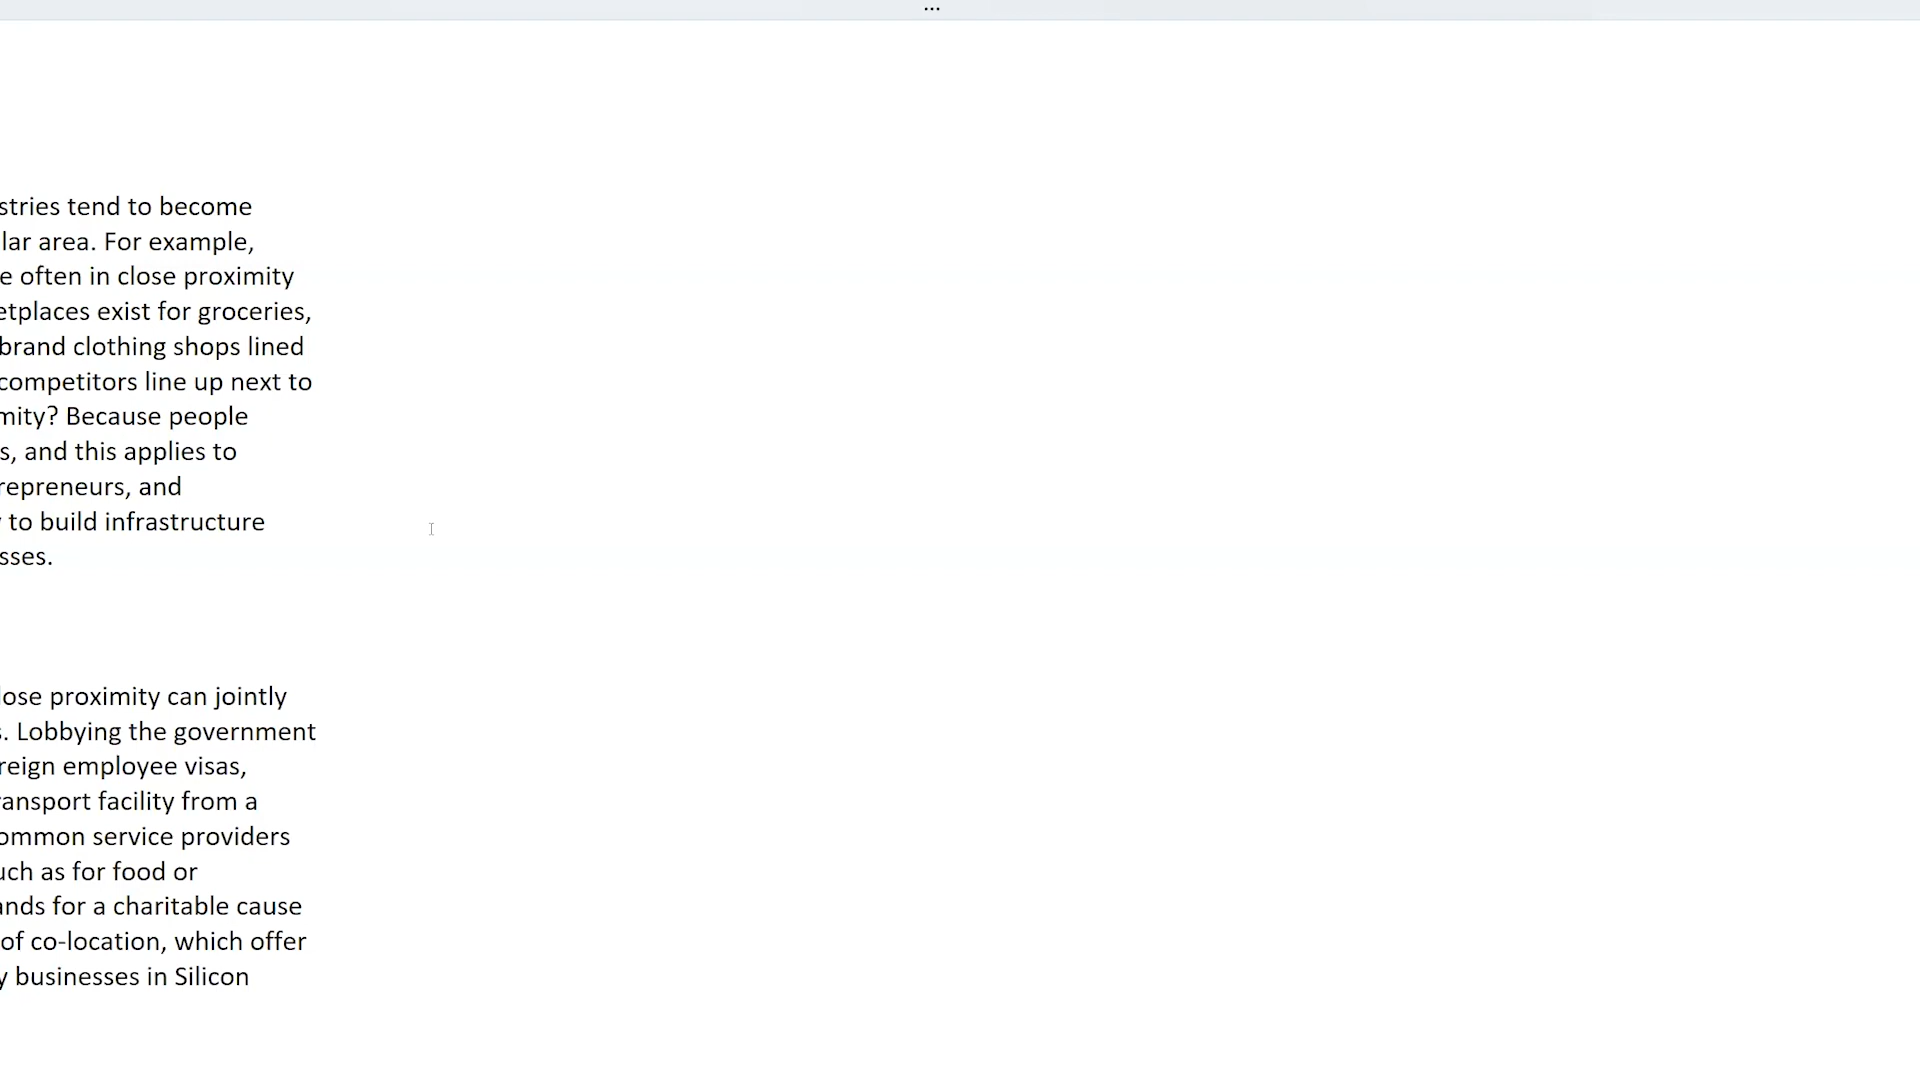 ...
stries tend to become
lar area. For example,
e often in close proximity
etplaces exist for groceries,
brand clothing shops lined
competitors line up next to
mity? Because people
s, and this applies to
repreneurs, and
to build infrastructure
sses.
lose proximity can jointly
s. Lobbying the government
reign employee visas,
ansport facility from a
ommon service providers
uch as for food or
ands for a charitable cause
of co-location, which offer
y businesses in Silicon